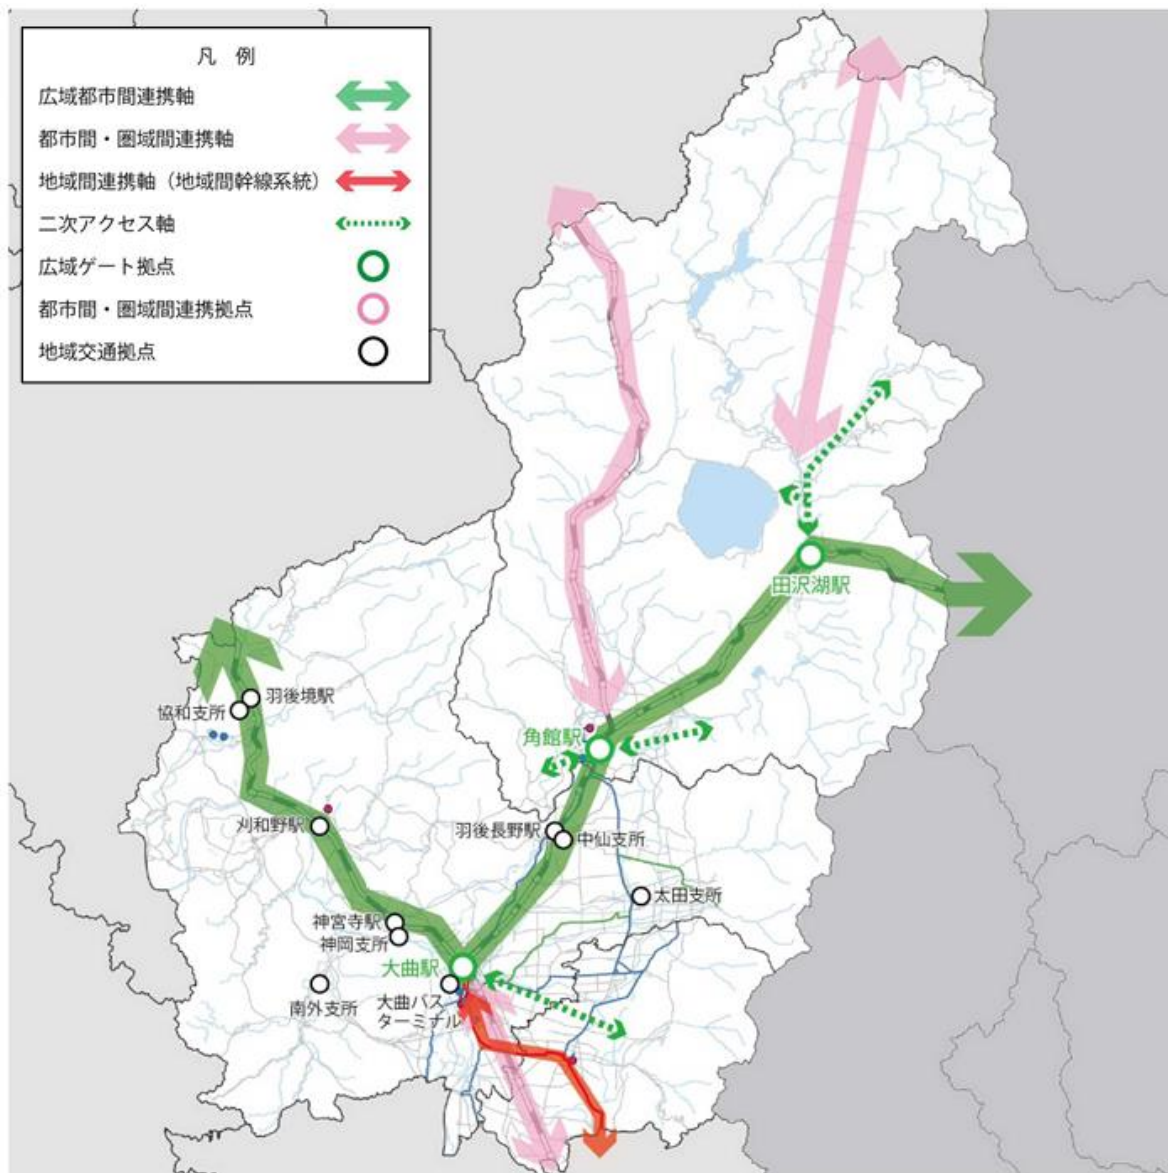 凡　例
広域都市間連携軸
都市間・圏域間連携軸
地域間連携軸（地域間幹線系統）
二次アクセス軸
広域ゲート拠点
都市間・圏域間連携拠点
地域交通拠点
田沢湖駅
羽後境駅
協和支所
角館駅
刈和野駅
羽後長野駅
中仙支所
太田支所
神宮寺駅
神岡支所
大曲駅
南外支所
大曲バス
ターミナル